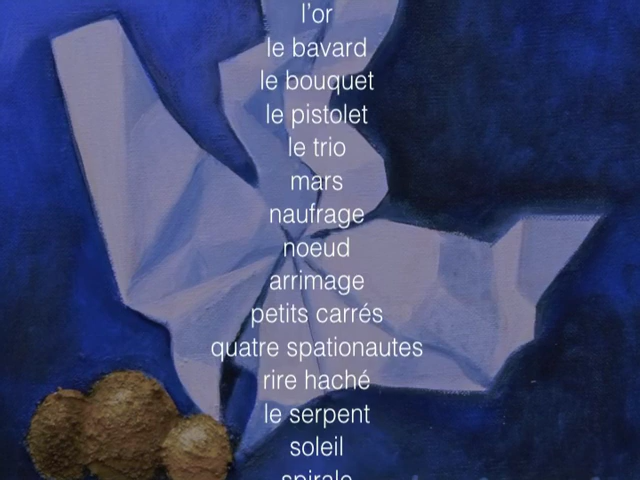 l'or
le bavard
le bouquet
le pistolet
le trio
mars
naufrage
noeud
arrimage
petits carrés
quatre spationautes
rire haché
le serpent
soleil
spirale